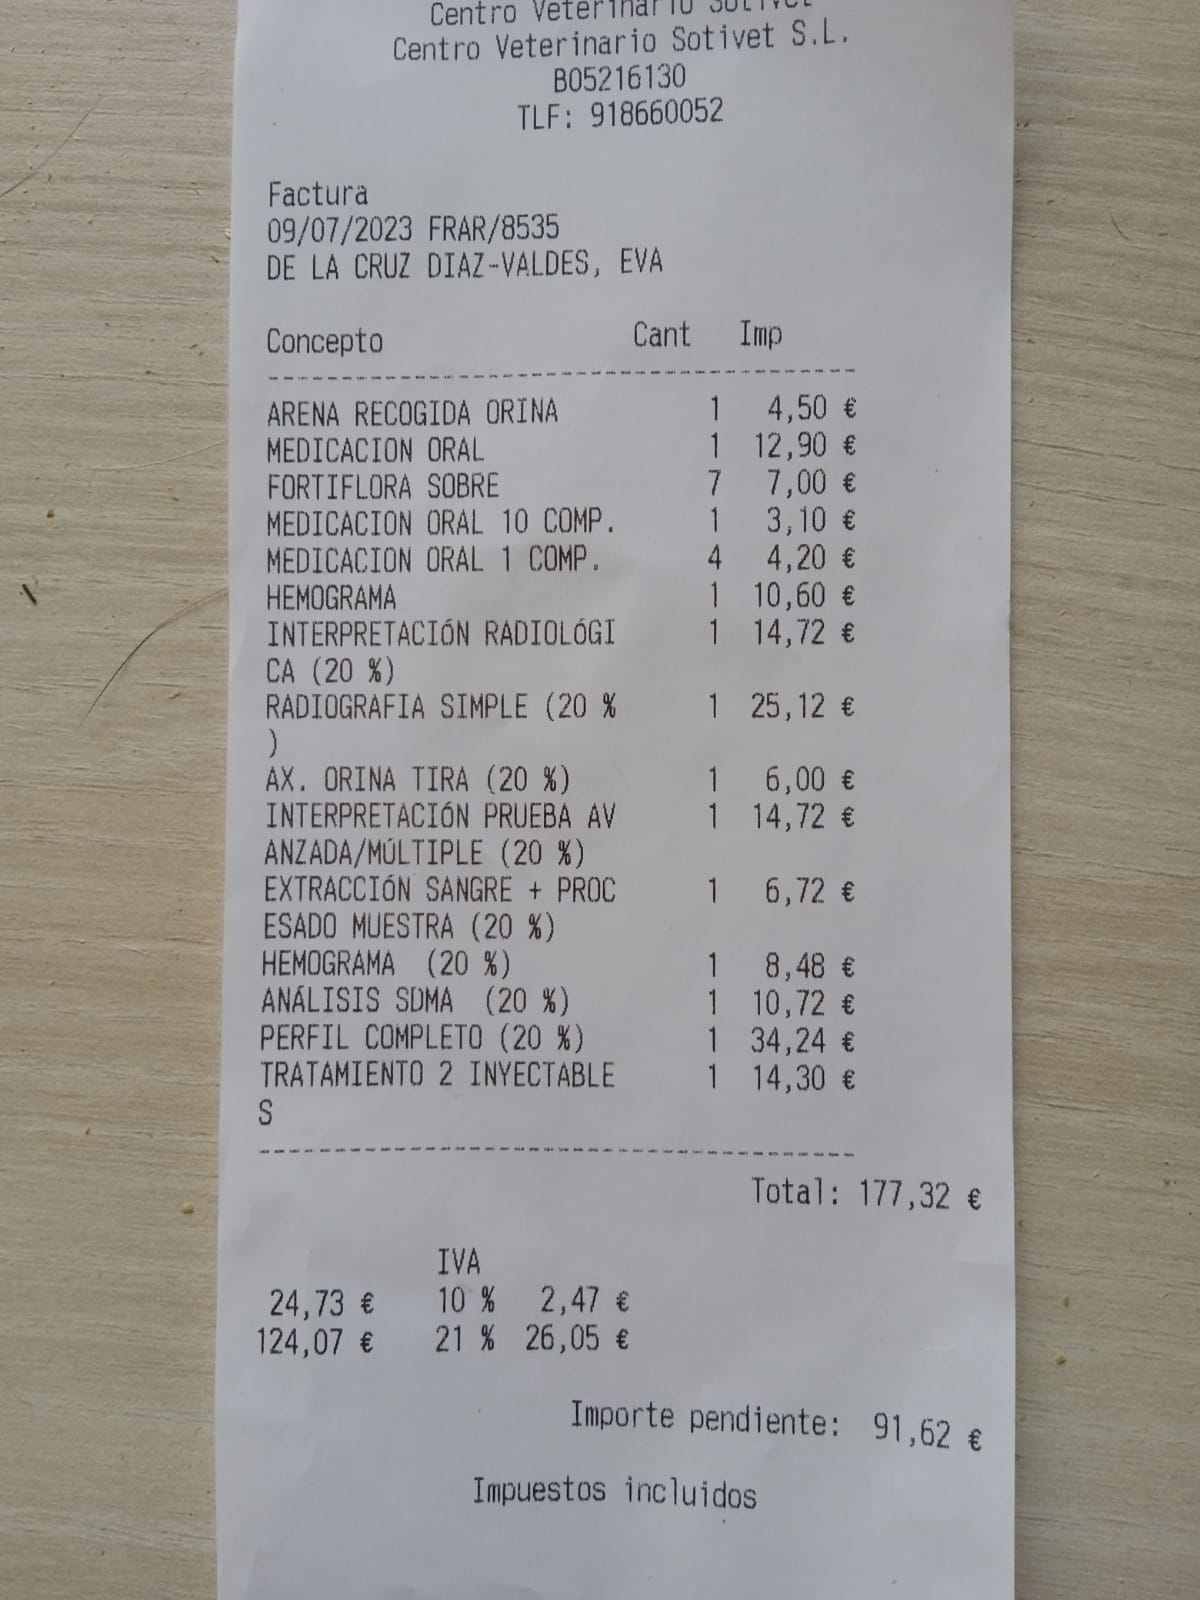 Centro Veterinario Sotivet
Centro Veterinario Sotivet S.L.
B05216130
TLF: 918660052
Factura
09/07/2023 FRAR/8535
DE LA CRUZ DIAZ-VALDES, EVA
Concepto Cant Imp
ARENA RECOGIDA ORINA 1 4,50 €
MEDICACION ORAL 1 12,90 €
FORTIFLORA SOBRE 7 7,00 €
MEDICACION ORAL 10 COMP. 1 3,10 €
MEDICACION ORAL 1 COMP. 4 4,20 €
HEMOGRAMA 1 10,60 €
INTERPRETACIÓN RADIOLÓGI 1 14,72 €
CA (20 %)
RADIOGRAFIA SIMPLE (20 % 1 25,12 €
)
AX. ORINA TIRA (20 %) 1 6,00 €
INTERPRETACIÓN PRUEBA AV 1 14,72 €
ANZADA/MÚLTIPLE (20 %)
EXTRACCIÓN SANGRE + PROC 1 6,72 €
ESADO MUESTRA (20 %)
HEMOGRAMA (20 %) 1 8,48 €
ANÁLISIS SDMA (20 %) 1 10,72 €
PERFIL COMPLETO (20 %) 1 34,24 €
TRATAMIENTO 2 INYECTABLE 1 14,30 €
S
Total: 177,32 €
IVA
24,73 € 10 % 2,47 €
124,07 € 21 % 26,05 €
Importe pendiente: 91,62 €
Impuestos incluidos